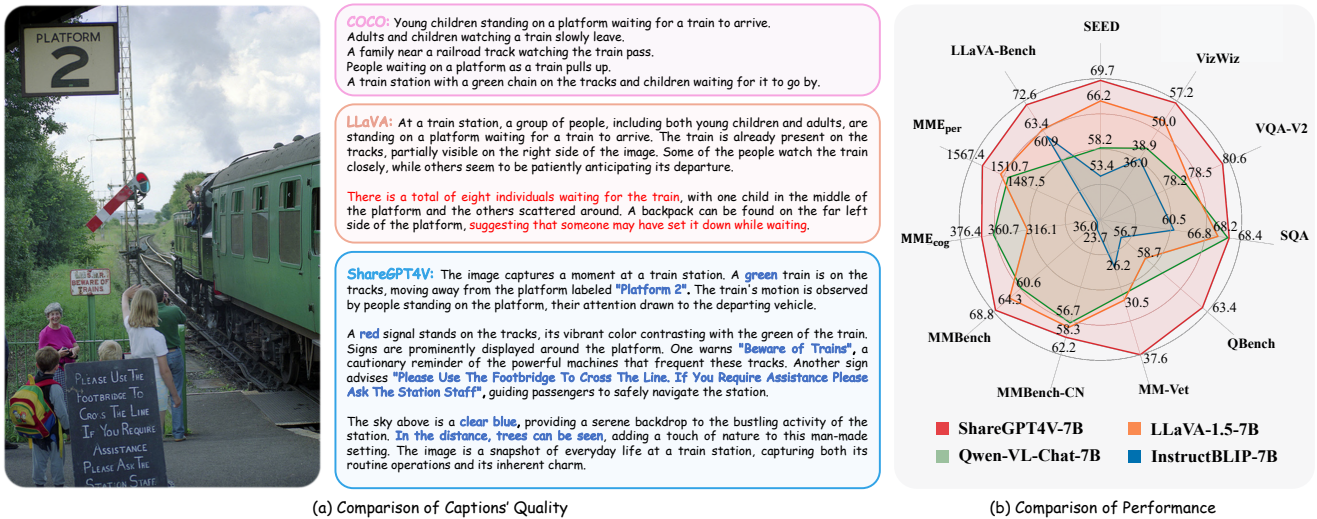 PLATFORM
2
BEWARE OF
TRAINS
PLEASE USE THE
FOOTBRIDGE TO
CROSS THE LINE
IF YOU REQUIRE
ASSISTANCE
PLEASE ASK THE
STATION STAFF
COCO: Young children standing on a platform waiting for a train to arrive.
Adults and children watching a train slowly leave.
A family near a railroad track watching the train pass.
People waiting on a platform as a train pulls up.
A train station with a green chain on the tracks and children waiting for it to go by.
LLaVA: At a train station, a group of people, including both young children and adults, are
standing on a platform waiting for a train to arrive. The train is already present on the
tracks, partially visible on the right side of the image. Some of the people watch the train
closely, while others seem to be patiently anticipating its departure.
There is a total of eight individuals waiting for the train, with one child in the middle of
the platform and the others scattered around. A backpack can be found on the far left
side of the platform, suggesting that someone may have set it down while waiting.
ShareGPT4V: The image captures a moment at a train station. A green train is on the
tracks, moving away from the platform labeled "Platform 2". The train's motion is observed
by people standing on the platform, their attention drawn to the departing vehicle.
A red signal stands on the tracks, its vibrant color contrasting with the green of the train.
Signs are prominently displayed around the platform. One warns "Beware of Trains", a
cautionary reminder of the powerful machines that frequent these tracks. Another sign
advises "Please Use The Footbridge To Cross The Line. If You Require Assistance Please
Ask The Station Staff", guiding passengers to safely navigate the station.
The sky above is a clear blue, providing a serene backdrop to the bustling activity of the
station. In the distance, trees can be seen, adding a touch of nature to this man-made
setting. The image is a snapshot of everyday life at a train station, capturing both its
routine operations and its inherent charm.
(a) Comparison of Captions' Quality
SEED
69.7
66.2
58.2
53.4
VizWiz
57.2
50.0
38.9
36.0
VQA-V2
80.6
78.5
78.2
SQA
68.4
68.2
66.8
60.5
QBench
63.4
58.7
56.7
MM-Vet
37.6
30.5
26.2
MMBench-CN
62.2
58.3
56.7
23.7
MMBench
68.8
64.3
60.6
36.0
MMEcog
376.4
360.7
316.1
MMEper
1567.4
1510.7
1487.5
LLaVA-Bench
72.6
63.4
60.9
ShareGPT4V-7B
LLaVA-1.5-7B
Qwen-VL-Chat-7B
InstructBLIP-7B
(b) Comparison of Performance